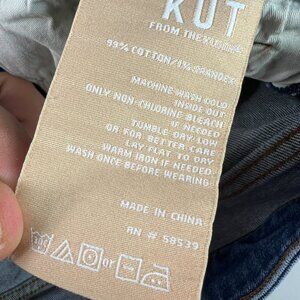 KUT
FROM THE KLOTH
99% COTTON/1% SPANDEX
MACHINE WASH COLD
INSIDE OUT
ONLY NON-CHLORINE BLEACH
IF NEEDED
TUMBLE DRY LOW
OR FOR BETTER CARE
LAY FLAT TO DRY
WARM IRON IF NEEDED
WASH ONCE BEFORE WEARING
MADE IN CHINA
RN # 58539
or